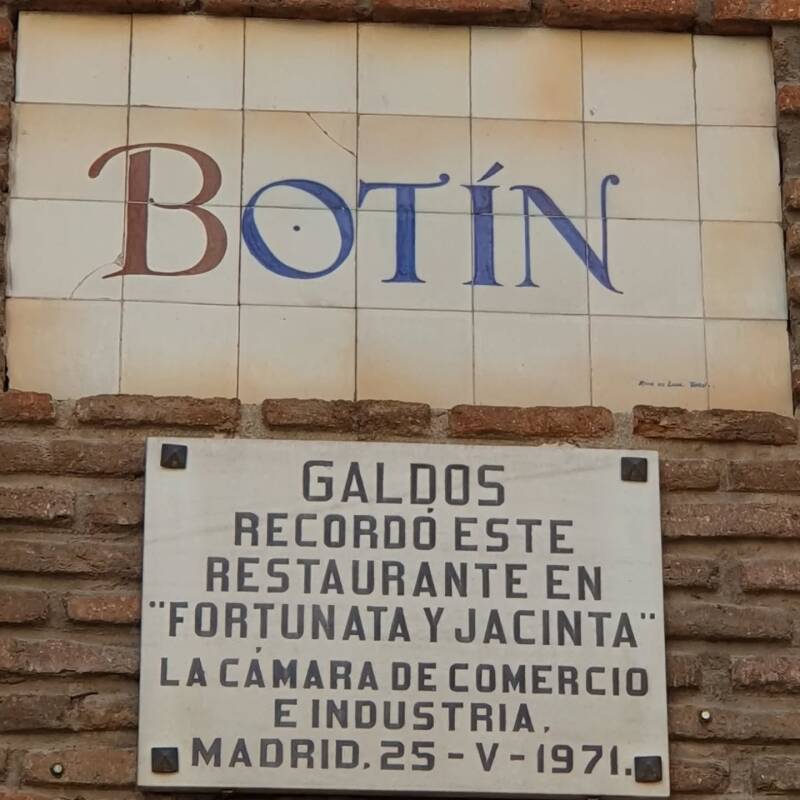 BOTÍN
GALDOS
RECORDÓ ESTE
RESTAURANTE EN
"FORTUNATA Y JACINTA"
LA CÁMARA DE COMERCIO
E INDUSTRIA.
MADRID. 25-V-1971.